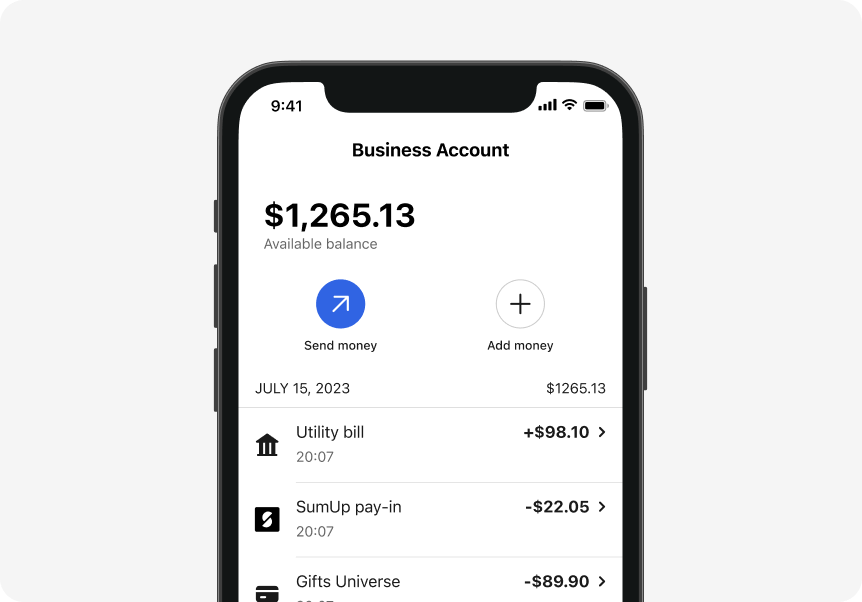 9:41
Business Account
$1,265.13
Available balance
Send money
Add money
JULY 15, 2023 $1265.13
Utility bill +$98.10
20:07
SumUp pay-in -$22.05
20:07
Gifts Universe -$89.90